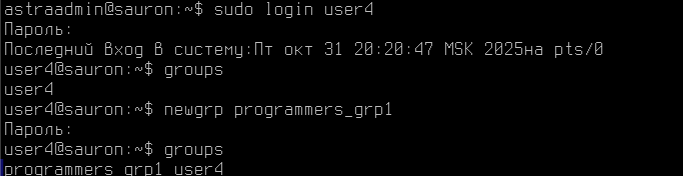 astraadmin@sauron:~$ sudo login user4
Пароль:
Последний вход в систему:Пт окт 31 20:20:47 MSK 2025на pts/0
user4@sauron:~$ groups
user4
user4@sauron:~$ newgrp programmers_grp1
Пароль:
user4@sauron:~$ groups
programmers_grp1 user4